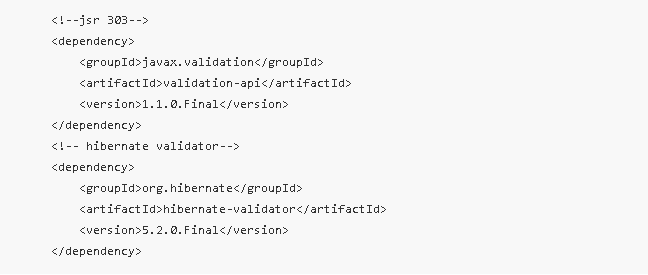 <!--jsr 303-->
<dependency>
    <groupId>javax.validation</groupId>
    <artifactId>validation-api</artifactId>
    <version>1.1.0.Final</version>
</dependency>
<!-- hibernate validator-->
<dependency>
    <groupId>org.hibernate</groupId>
    <artifactId>hibernate-validator</artifactId>
    <version>5.2.0.Final</version>
</dependency>